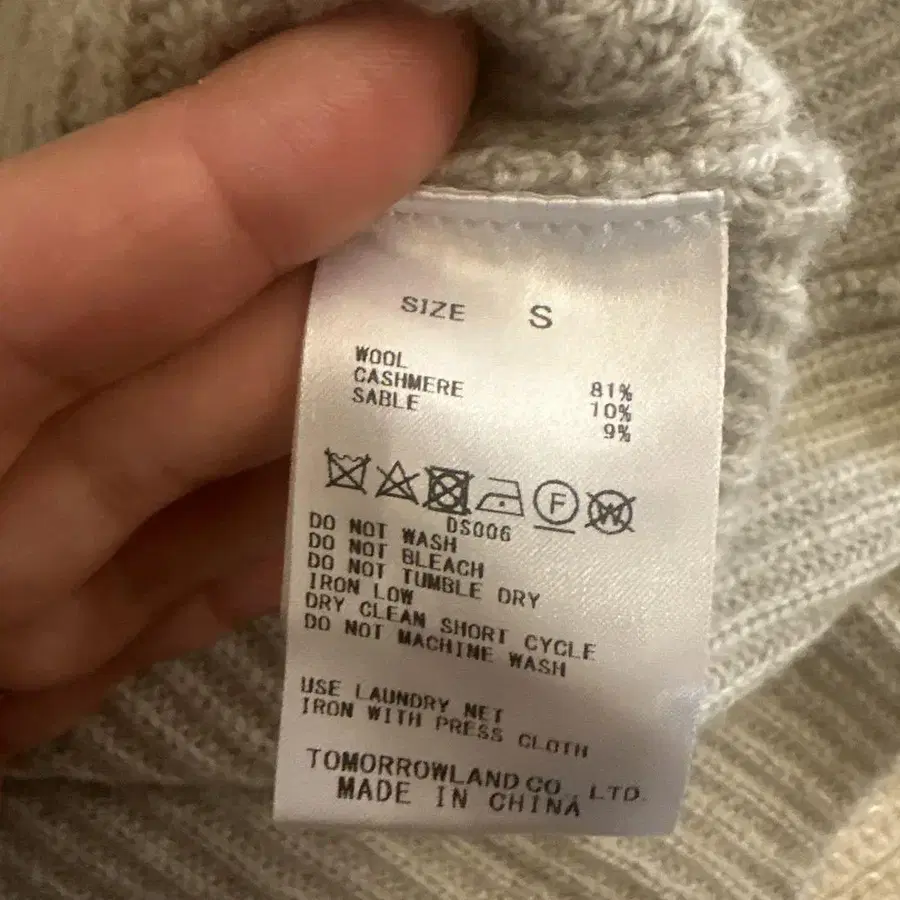 SIZE S
WOOL 81%
CASHMERE 10%
SABLE 9%
F W
DS006
DO NOT WASH
DO NOT BLEACH
DO NOT TUMBLE DRY
IRON LOW
DRY CLEAN SHORT CYCLE
DO NOT MACHINE WASH
USE LAUNDRY NET
IRON WITH PRESS CLOTH
TOMORROWLAND CO., LTD.
MADE IN CHINA